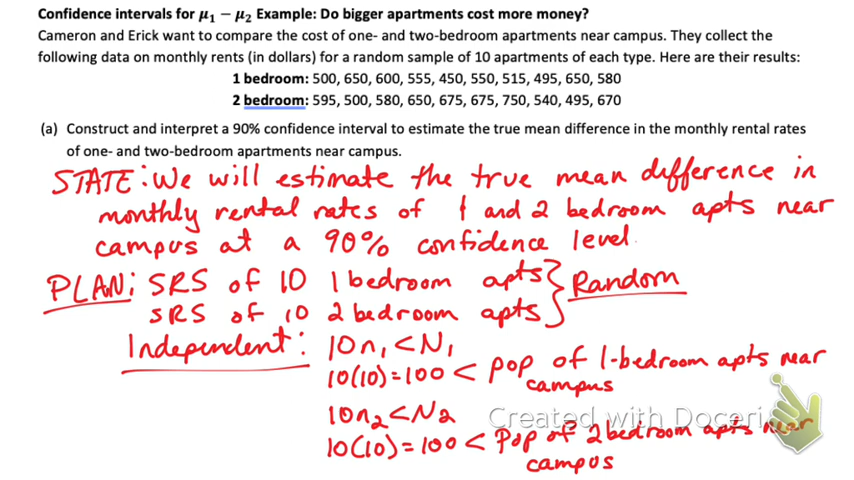 Confidence intervals for μ₁ − μ₂ Example: Do bigger apartments cost more money?
Cameron and Erick want to compare the cost of one- and two-bedroom apartments near campus. They collect the
following data on monthly rents (in dollars) for a random sample of 10 apartments of each type. Here are their results:
1 bedroom: 500, 650, 600, 555, 450, 550, 515, 495, 650, 580
2 bedroom: 595, 500, 580, 650, 675, 675, 750, 540, 495, 670
(a) Construct and interpret a 90% confidence interval to estimate the true mean difference in the monthly rental rates
of one- and two-bedroom apartments near campus.
STATE: We will estimate the true mean difference in
monthly rental rates of 1 and 2 bedroom apts near
campus at a 90% confidence level.
PLAN: SRS of 10 1 bedroom apts } Random
SRS of 10 2 bedroom apts
Independent: 10n₁ < N₁
10(10) = 100 < pop of 1-bedroom apts near
campus
10n₂ < N₂
Created with Doceri
10(10) = 100 < Pop of 2 bedroom apts near
campus